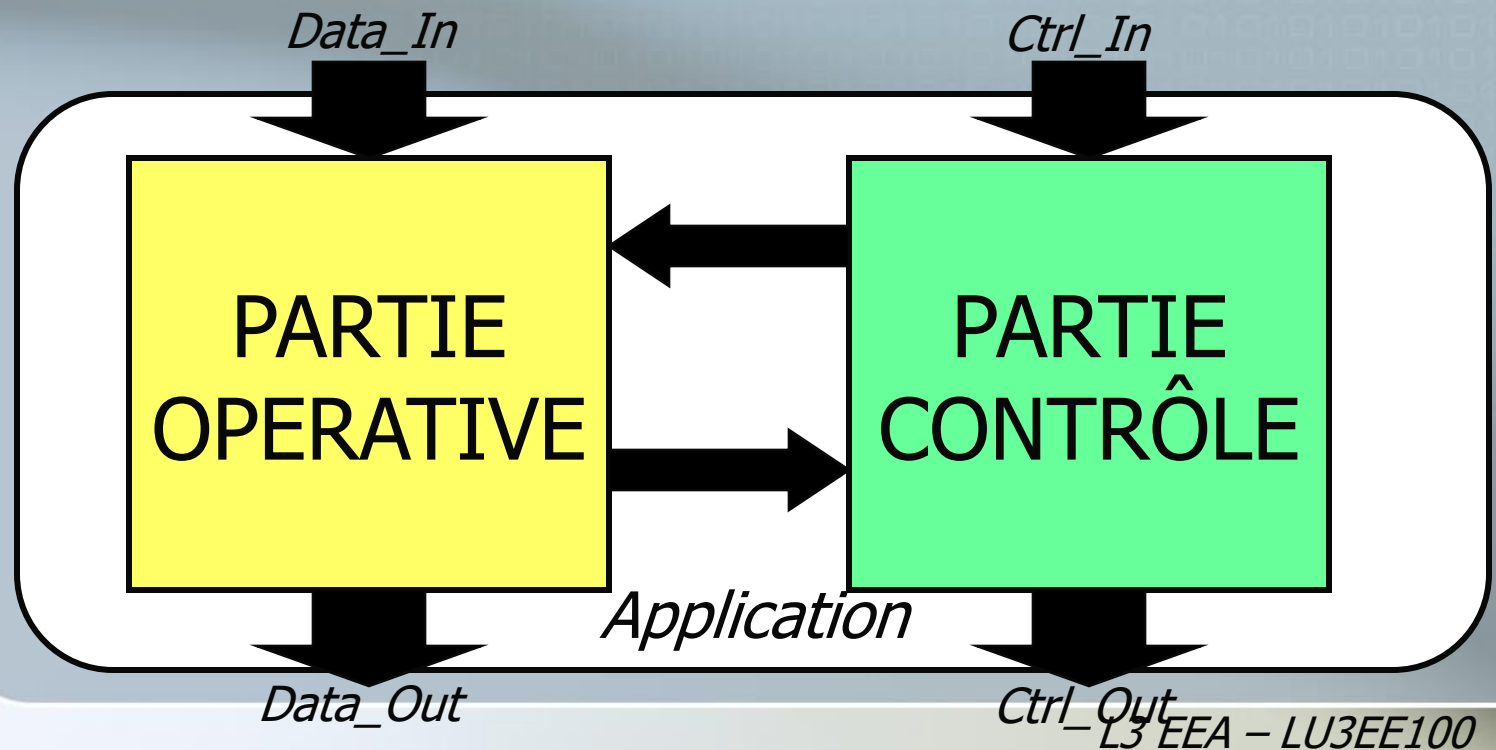 Data_In
Ctrl_In
PARTIE
OPERATIVE
PARTIE
CONTRÔLE
Application
Data_Out
Ctrl_Out
L3 EEA – LU3EE100